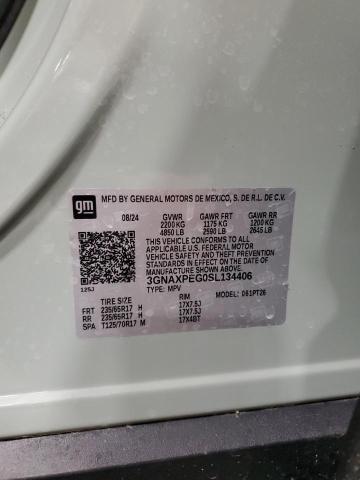 gm
MFD BY GENERAL MOTORS DE MEXICO, S. DE R.L. DE C.V.
08/24 GVWR GAWR FRT GAWR RR
2200 KG 1175 KG 1200 KG
4850 LB 2590 LB 2645 LB
THIS VEHICLE CONFORMS TO ALL
APPLICABLE U.S. FEDERAL MOTOR
VEHICLE SAFETY AND THEFT PREVENTION
STANDARDS IN EFFECT ON THE DATE OF
MANUFACTURE SHOWN ABOVE.
3GNAXPEG0SL134406
125J TYPE: MPV MODEL: 061PT26
TIRE SIZE RIM
FRT 235/65R17 H 17X7.5J
RR 235/65R17 H 17X7.5J
SPA T125/70R17 M 17X4BT